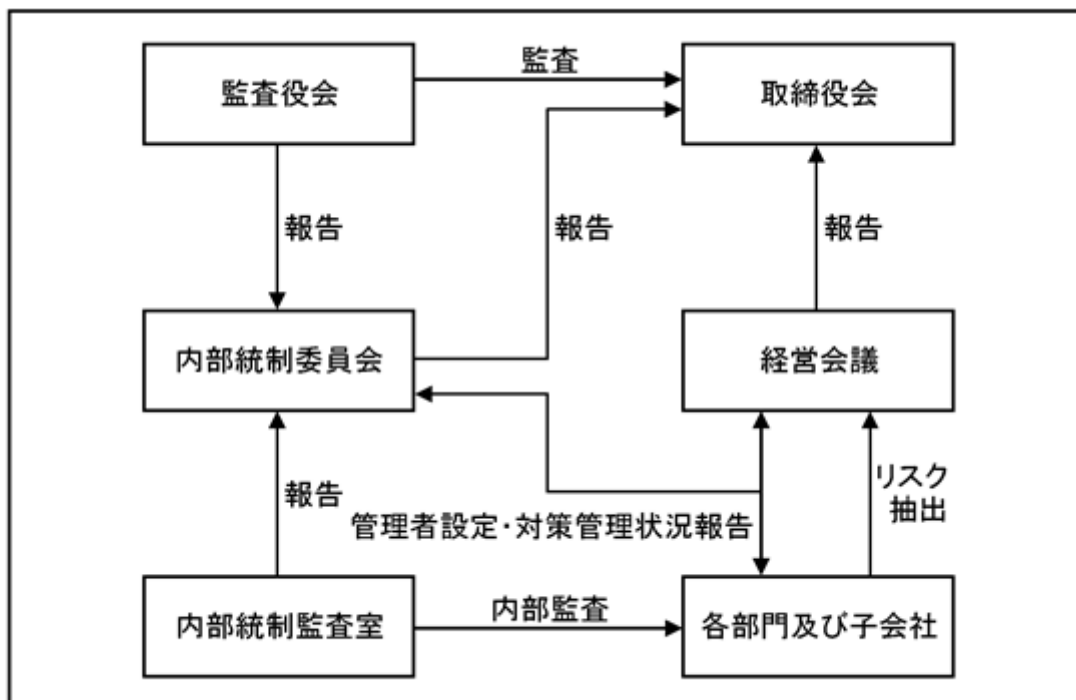 監査役会
監査
取締役会
報告
報告
報告
内部統制委員会
経営会議
報告
リスク
抽出
管理者設定・対策管理状況報告
内部統制監査室
内部監査
各部門及び子会社